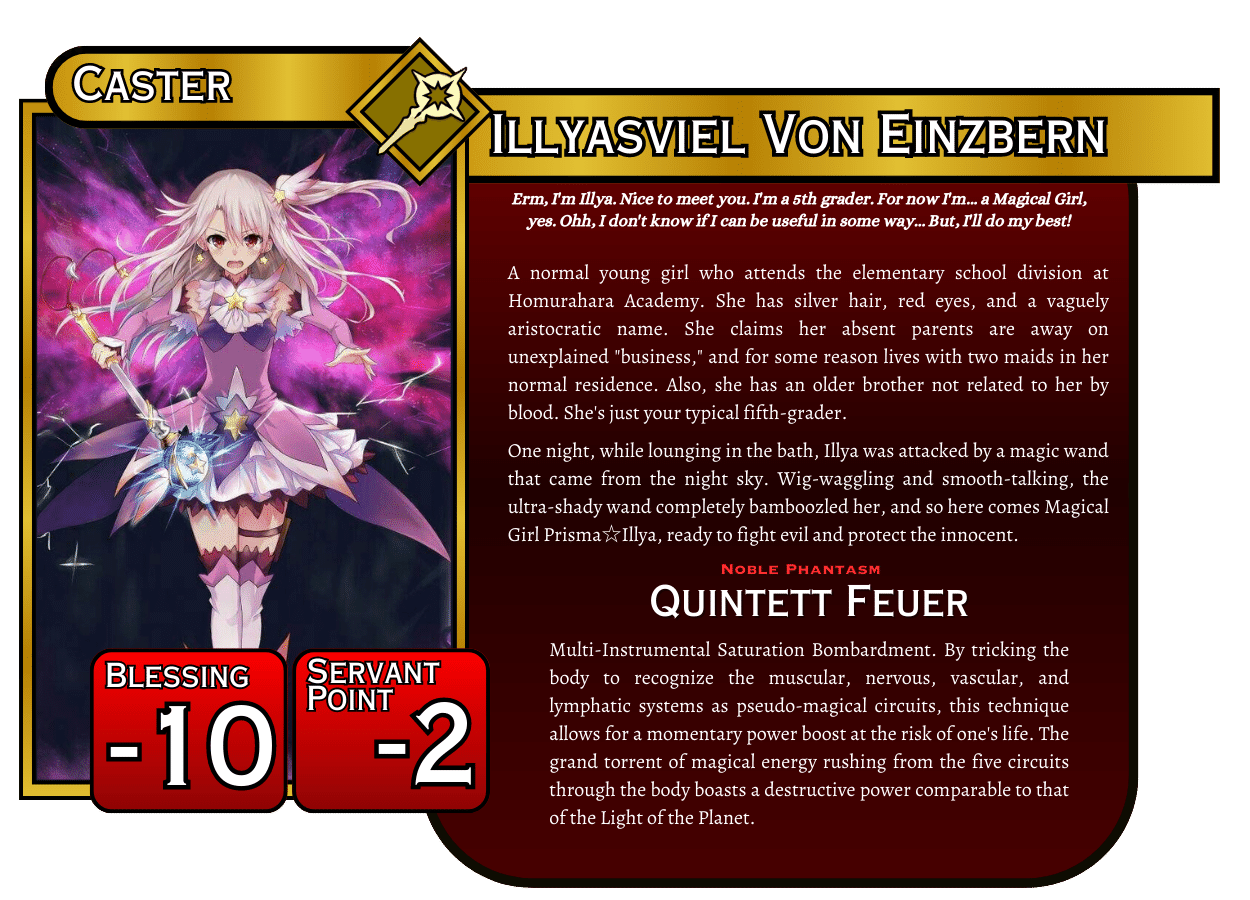 Caster
Illyasviel Von Einzbern
Erm, I'm Illya. Nice to meet you. I'm a 5th grader. For now I'm... a Magical Girl,
yes. Ohh, I don't know if I can be useful in some way... But, I'll do my best!
A normal young girl who attends the elementary school division at
Homurahara Academy. She has silver hair, red eyes, and a vaguely
aristocratic name. She claims her absent parents are away on
unexplained "business," and for some reason lives with two maids in her
normal residence. Also, she has an older brother not related to her by
blood. She's just your typical fifth-grader.
One night, while lounging in the bath, Illya was attacked by a magic wand
that came from the night sky. Wig-waggling and smooth-talking, the
ultra-shady wand completely bamboozled her, and so here comes Magical
Girl Prisma☆Illya, ready to fight evil and protect the innocent.
Noble Phantasm
Quintett Feuer
Multi-Instrumental Saturation Bombardment. By tricking the
body to recognize the muscular, nervous, vascular, and
lymphatic systems as pseudo-magical circuits, this technique
allows for a momentary power boost at the risk of one's life. The
grand torrent of magical energy rushing from the five circuits
through the body boasts a destructive power comparable to that
of the Light of the Planet.
Blessing
-10
Servant
Point
-2